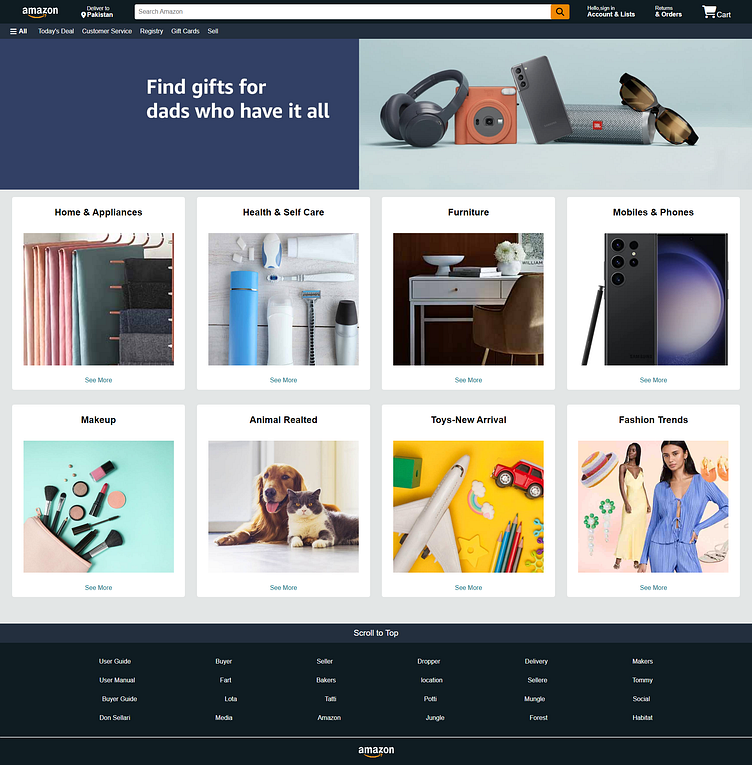 amazon
Deliver to
Pakistan
Search Amazon
Hello,sign in
Account & Lists
Returns
& Orders
Cart
All Today's Deal Customer Service Registry Gift Cards Sell
Find gifts for
dads who have it all
JBL
Home & Appliances
Health & Self Care
Furniture
Mobiles & Phones
WILLIAM
SAMSUNG
See More
See More
See More
See More
Makeup
Animal Realted
Toys-New Arrival
Fashion Trends
See More
See More
See More
See More
Scroll to Top
User Guide Buyer Seller Dropper Delivery Makers
User Manual Fart Bakers location Sellere Tommy
Buyer Guide Lota Tatti Potti Mungle Social
Don Sellari Media Amazon Jungle Forest Habitat
amazon